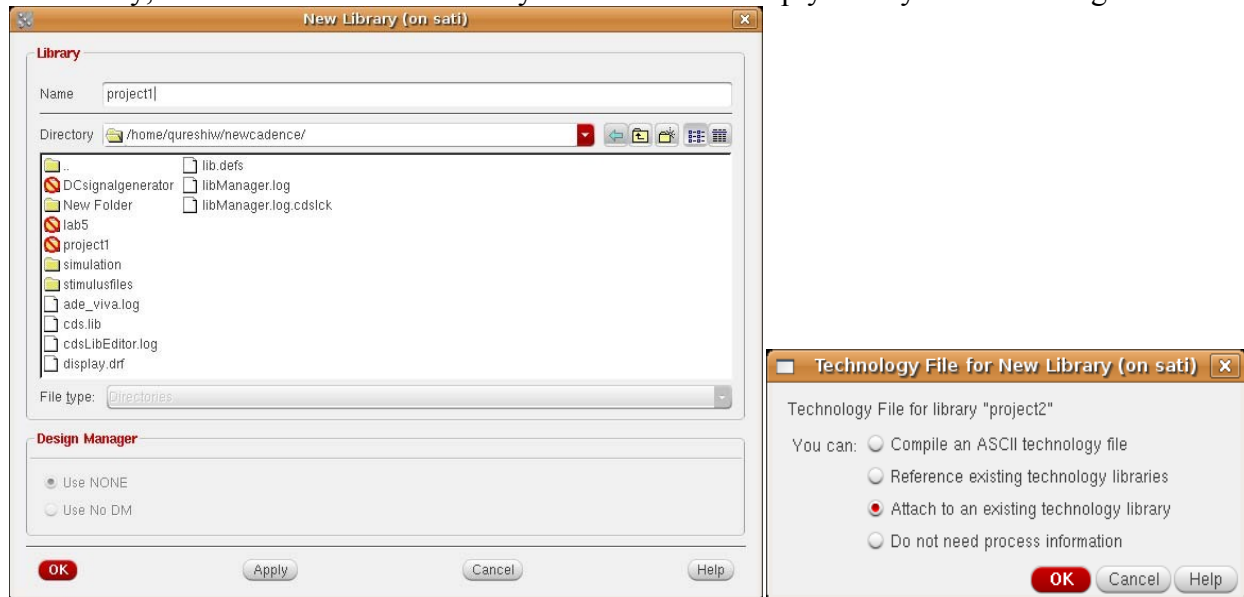 New Library (on sati)
Library
Name project1
Directory /home/qureshiw/newcadence/
..
DCsignalgenerator
New Folder
lab5
project1
simulation
stimulusfiles
ade_viva.log
cds.lib
cdsLibEditor.log
display.drf
lib.defs
libManager.log
libManager.log.cdslck
File type: Directories
Design Manager
Use NONE
Use No DM
OK Apply Cancel Help
Technology File for New Library (on sati)
Technology File for library "project2"
You can: Compile an ASCII technology file
Reference existing technology libraries
Attach to an existing technology library
Do not need process information
OK Cancel Help